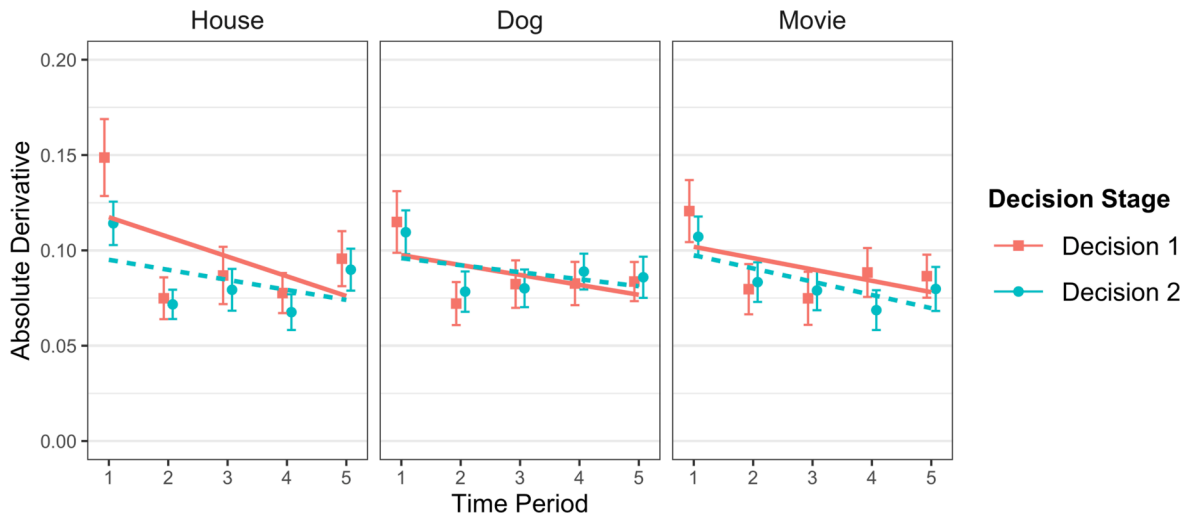 House Dog Movie
0.20
0.15
0.10
0.05
0.00
Absolute Derivative
1 2 3 4 5 1 2 3 4 5 1 2 3 4 5
Time Period
Decision Stage
Decision 1
Decision 2